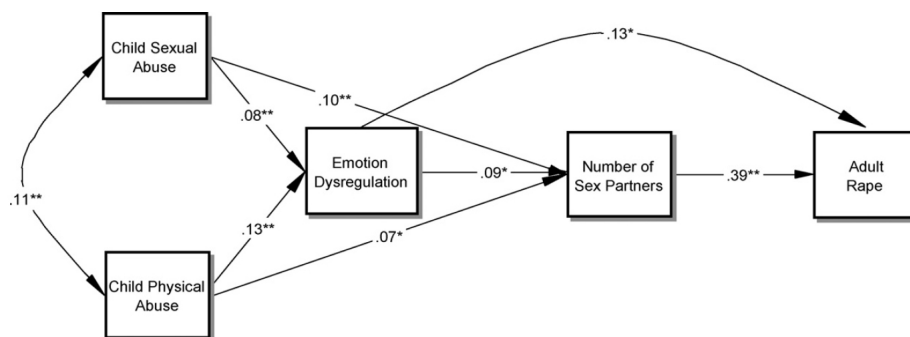 Child Sexual
Abuse
.13*
.10**
.08**
Emotion
Dysregulation
.09*
Number of
Sex Partners
.39**
Adult
Rape
.11**
.13**
.07*
Child Physical
Abuse